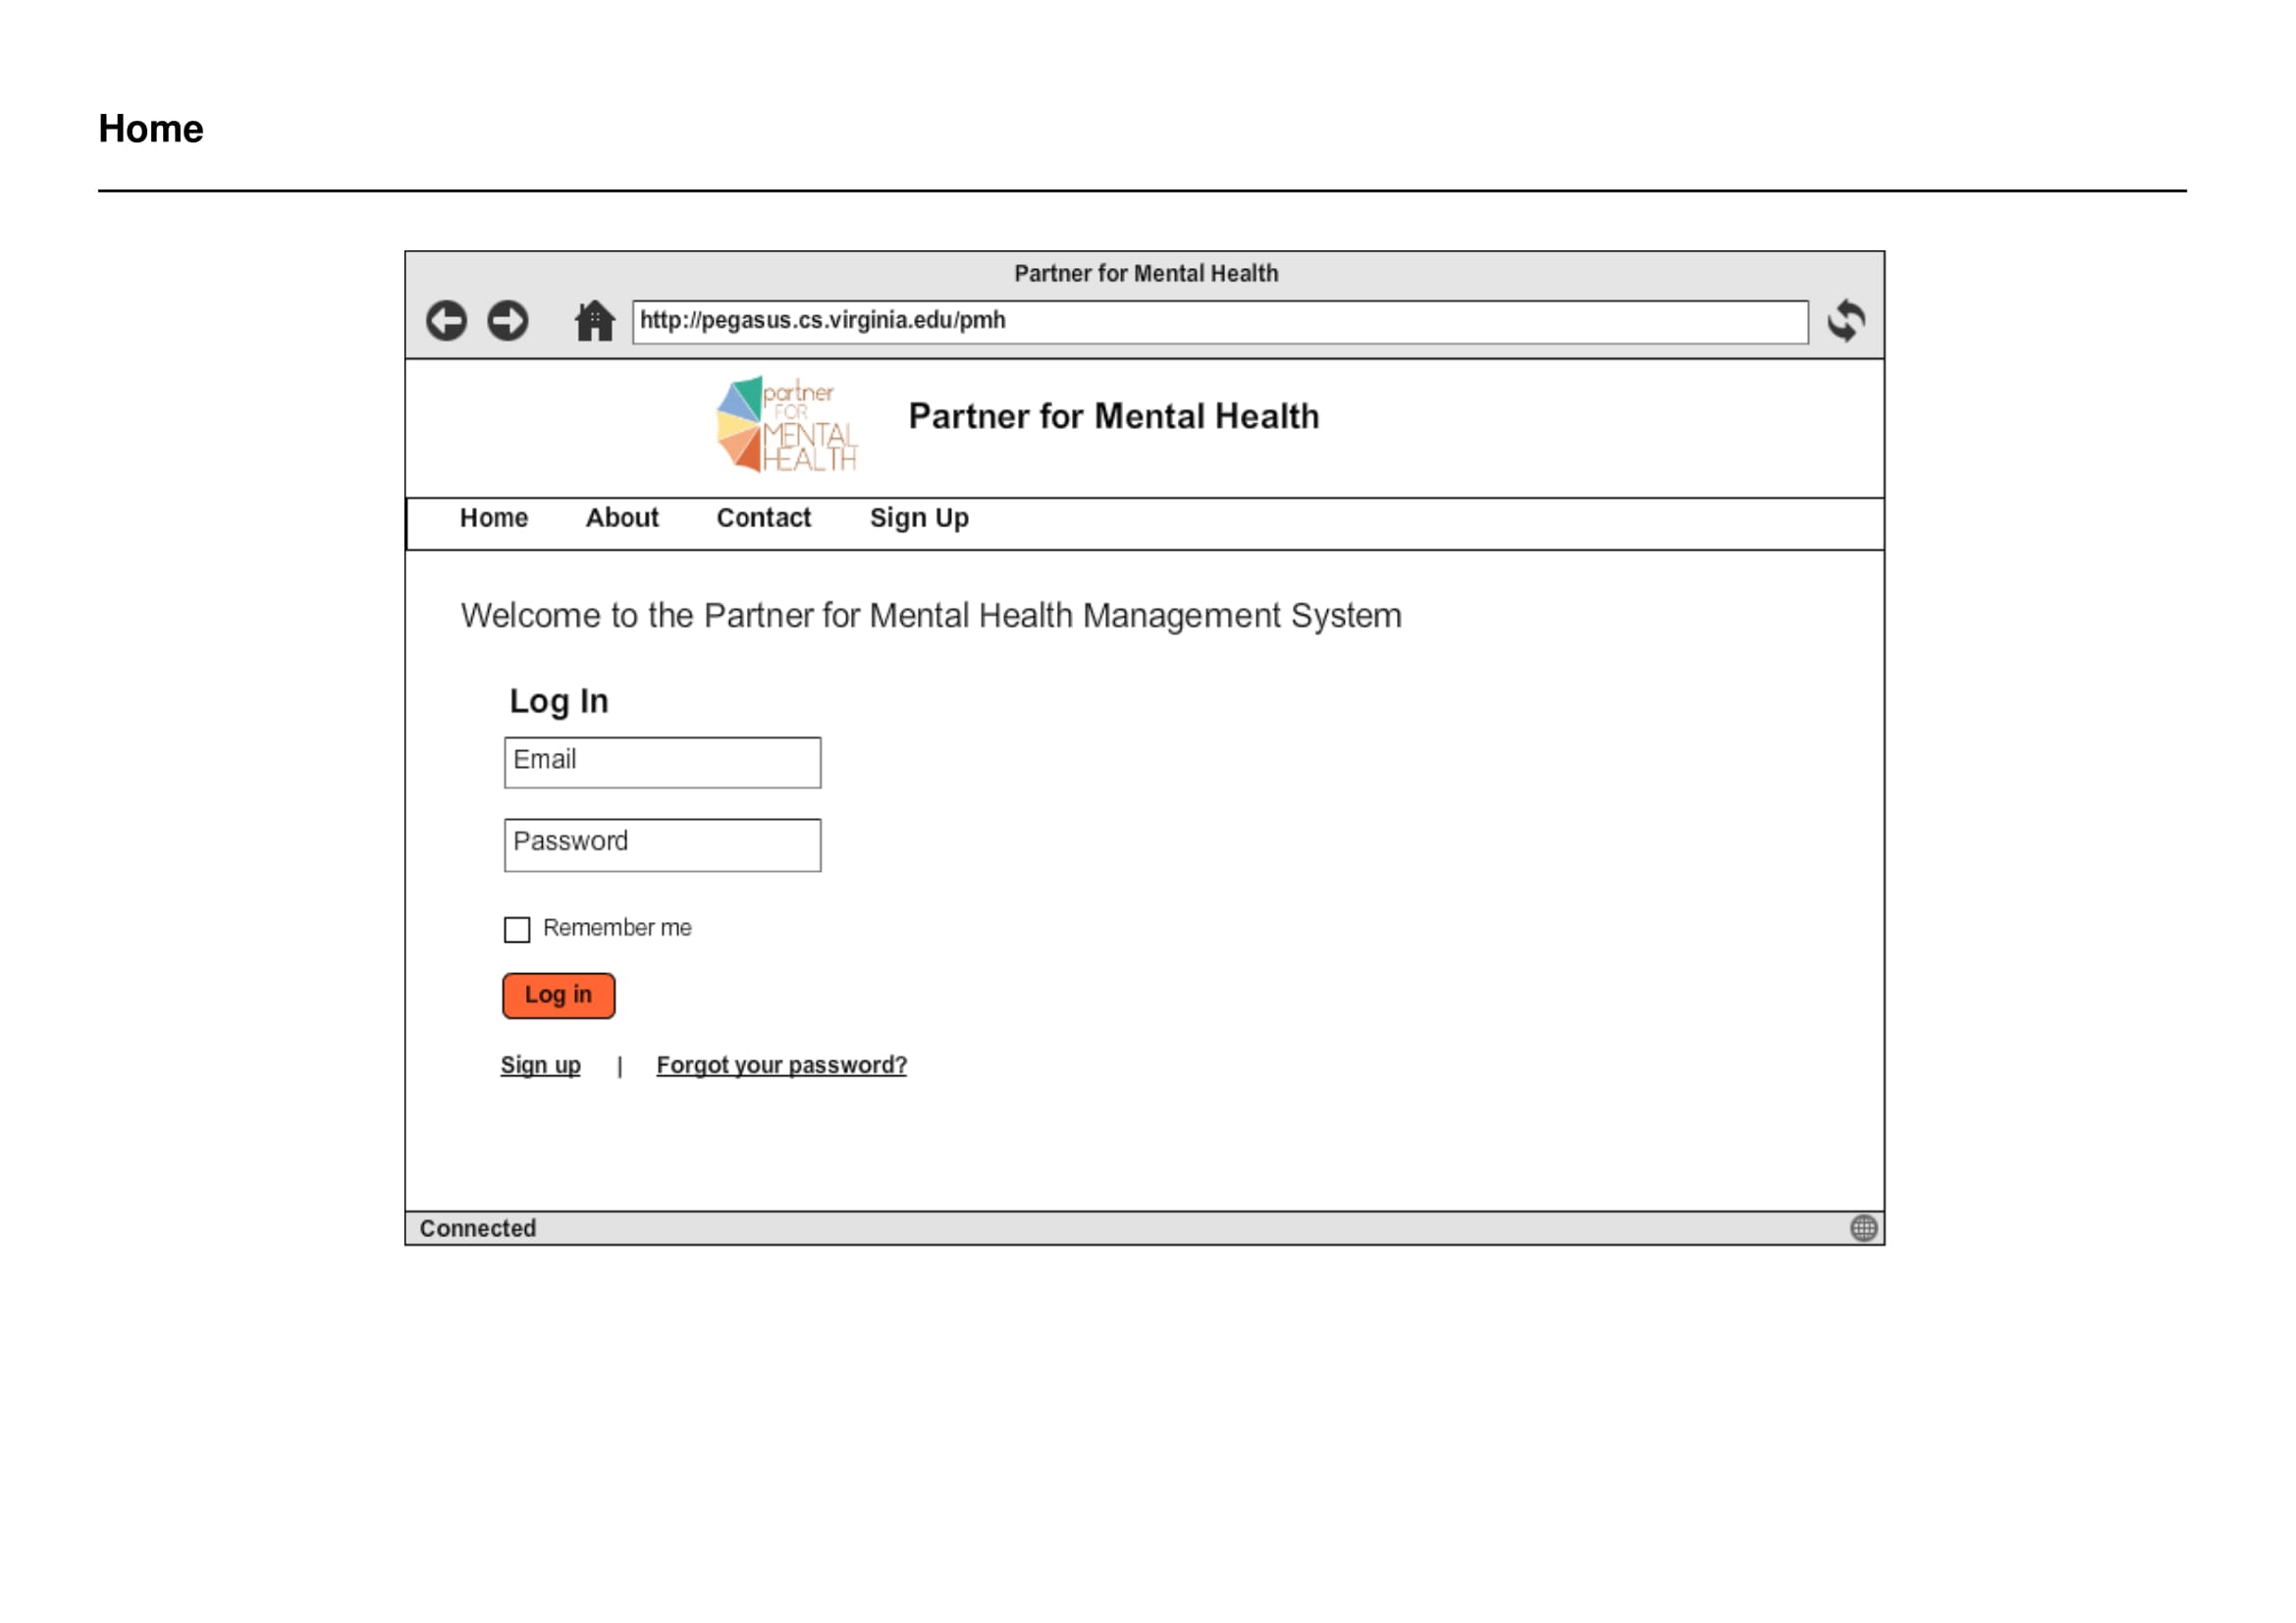 Home
Partner for Mental Health
http://pegasus.cs.virginia.edu/pmh
partner
FOR
MENTAL
HEALTH
Partner for Mental Health
Home About Contact Sign Up
Welcome to the Partner for Mental Health Management System
Log In
Email
Password
Remember me
Log in
Sign up | Forgot your password?
Connected